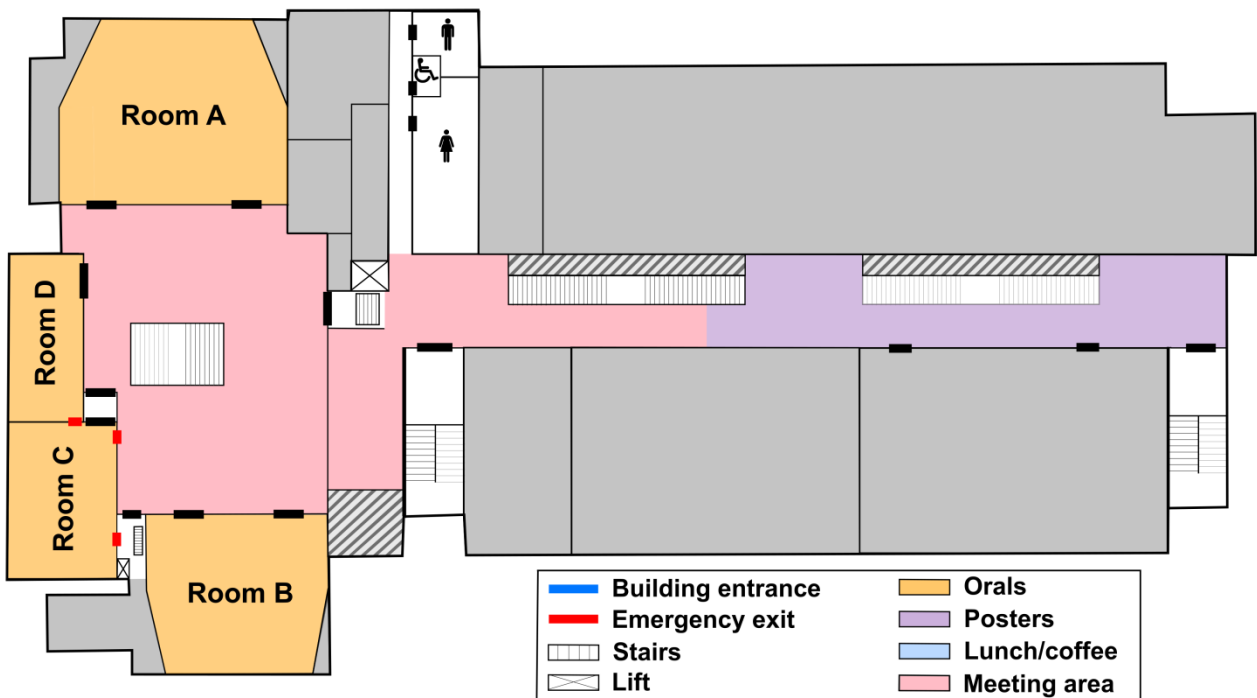 Room A
Room D
Room C
Room B
Building entrance
Emergency exit
Stairs
Lift
Orals
Posters
Lunch/coffee
Meeting area